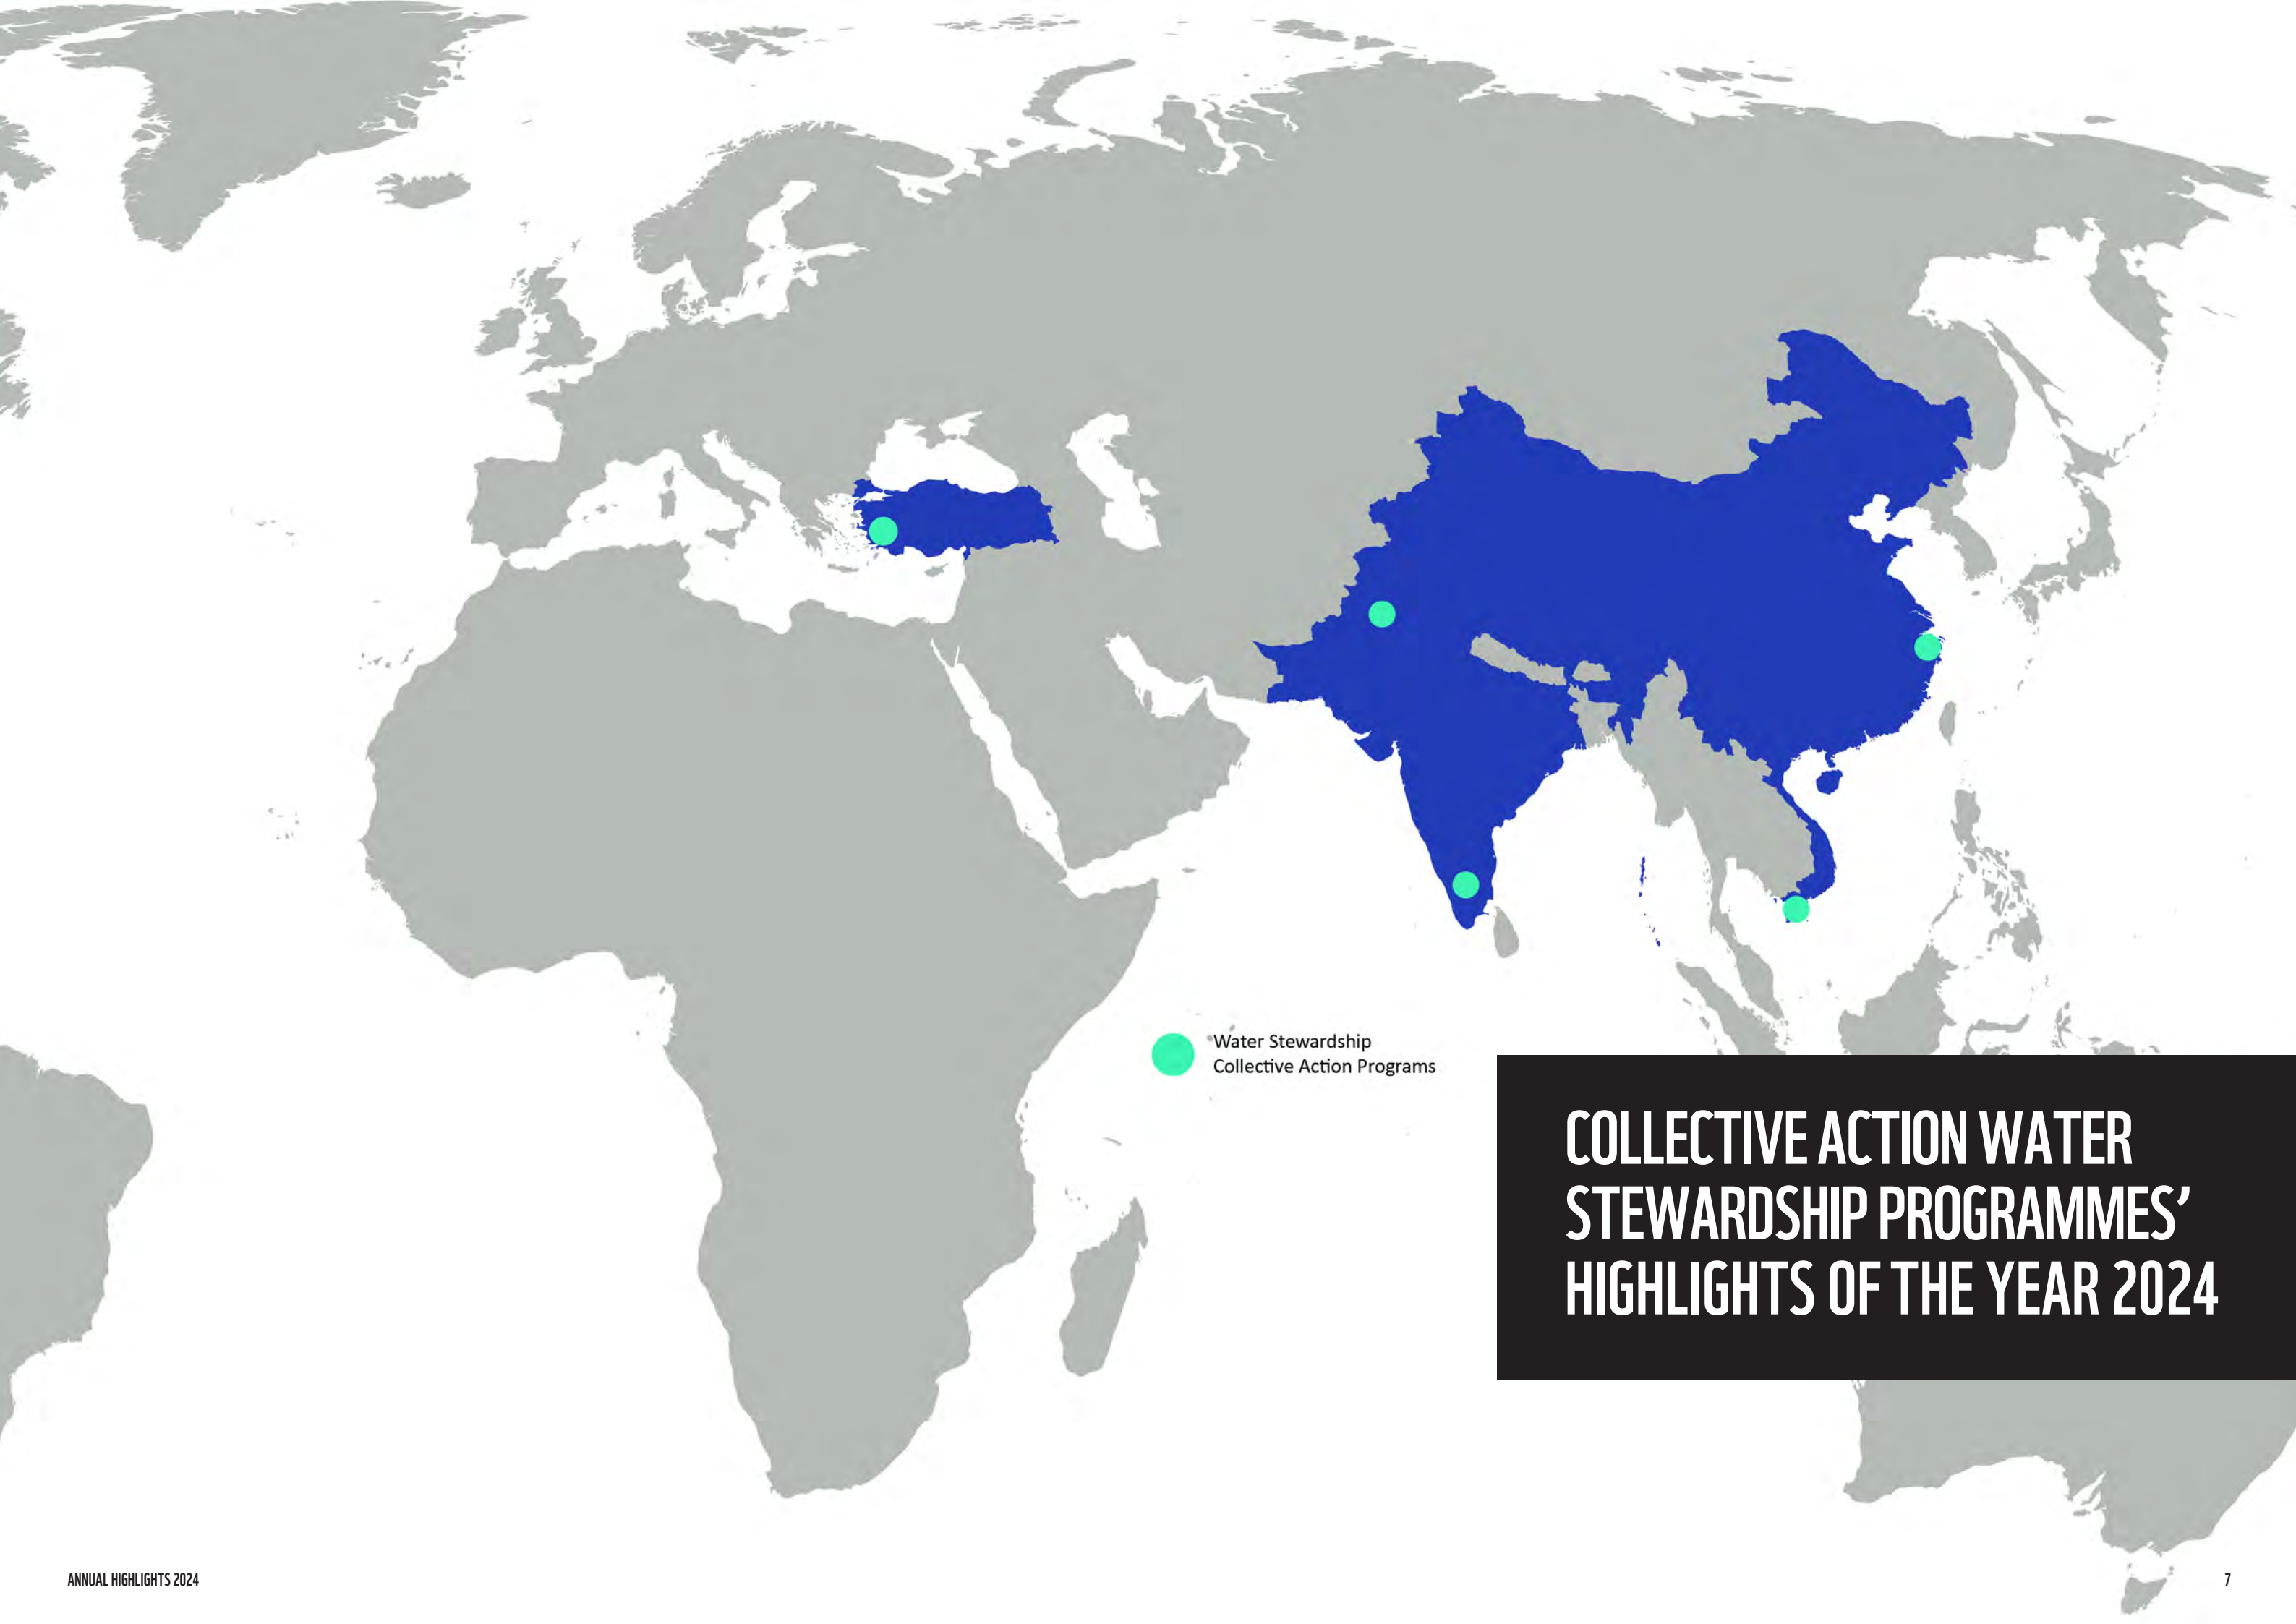 Water Stewardship
Collective Action Programs
COLLECTIVE ACTION WATER
STEWARDSHIP PROGRAMMES’
HIGHLIGHTS OF THE YEAR 2024
ANNUAL HIGHLIGHTS 2024
7